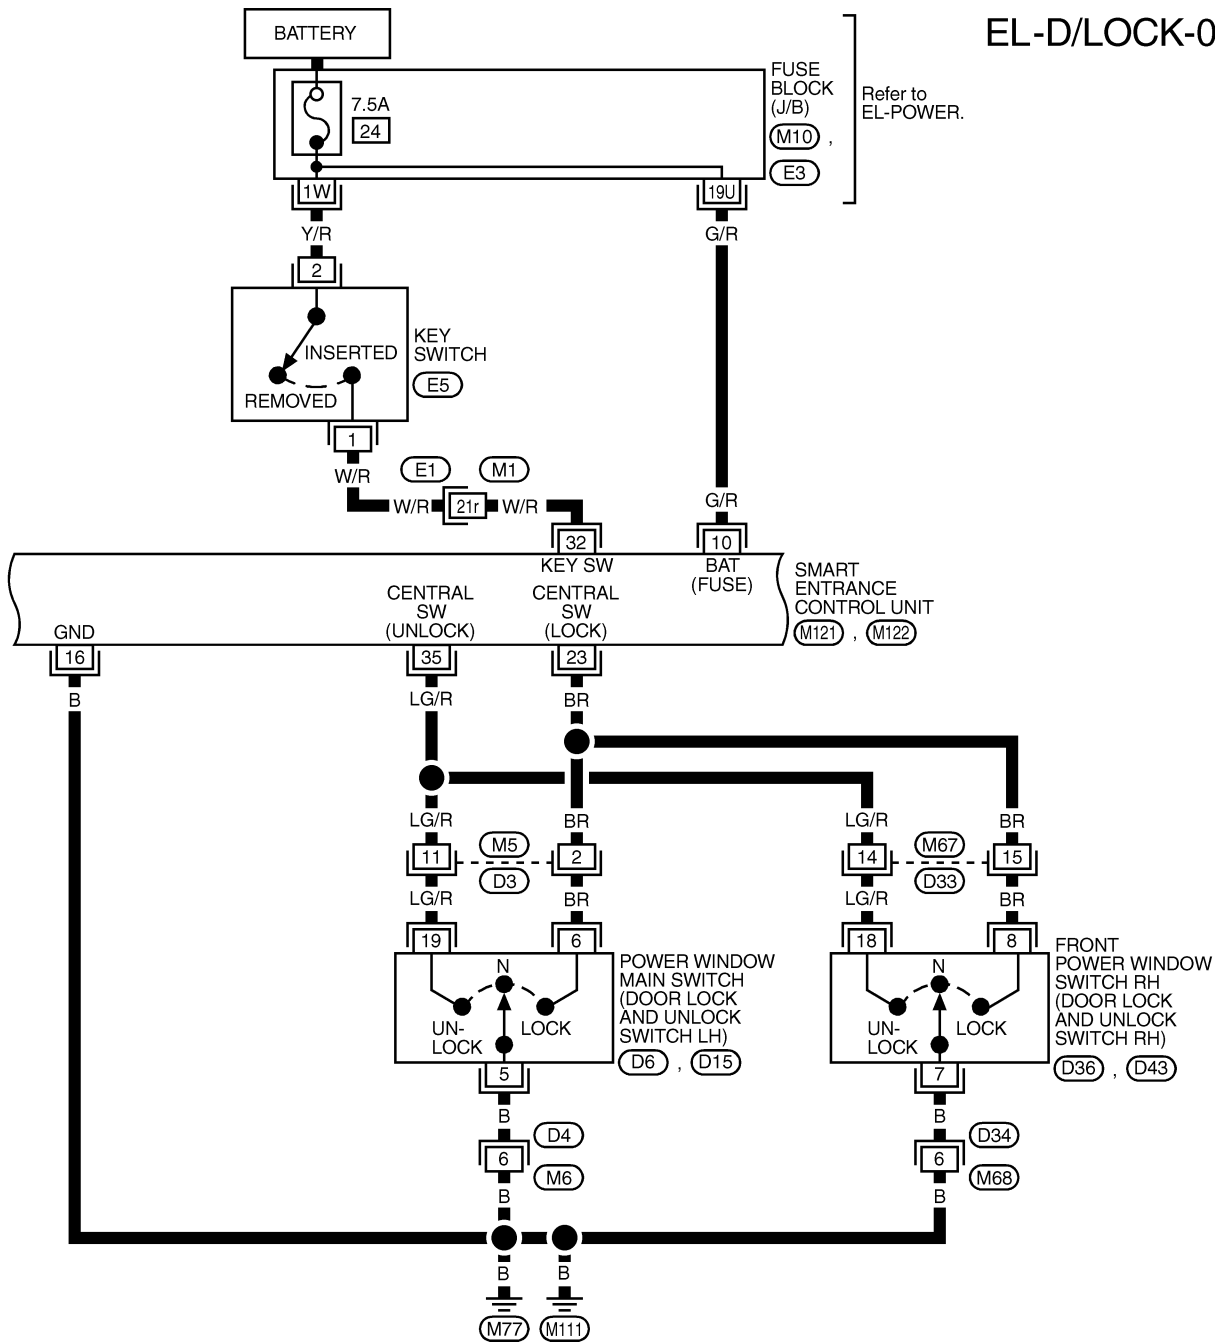 EL-D/LOCK-0
BATTERY
FUSE
BLOCK
(J/B)
M10 ,
E3
Refer to
EL-POWER.
7.5A
24
1W
19U
Y/R
G/R
2
KEY
SWITCH
E5
INSERTED
REMOVED
1
W/R
E1
M1
W/R
21r
W/R
G/R
32
10
KEY SW
BAT
(FUSE)
SMART
ENTRANCE
CONTROL UNIT
M121 , M122
CENTRAL
SW
(UNLOCK)
CENTRAL
SW
(LOCK)
GND
16
35
23
B
LG/R
BR
LG/R
BR
LG/R
BR
11
M5
D3
2
14
M67
D33
15
LG/R
BR
LG/R
BR
19
6
18
8
N
UN-
LOCK
LOCK
POWER WINDOW
MAIN SWITCH
(DOOR LOCK
AND UNLOCK
SWITCH LH)
D6 , D15
N
UN-
LOCK
LOCK
FRONT
POWER WINDOW
SWITCH RH
(DOOR LOCK
AND UNLOCK
SWITCH RH)
D36 , D43
5
7
B
B
D4
6
M6
D34
6
M68
B
B
B
B
M77
M111